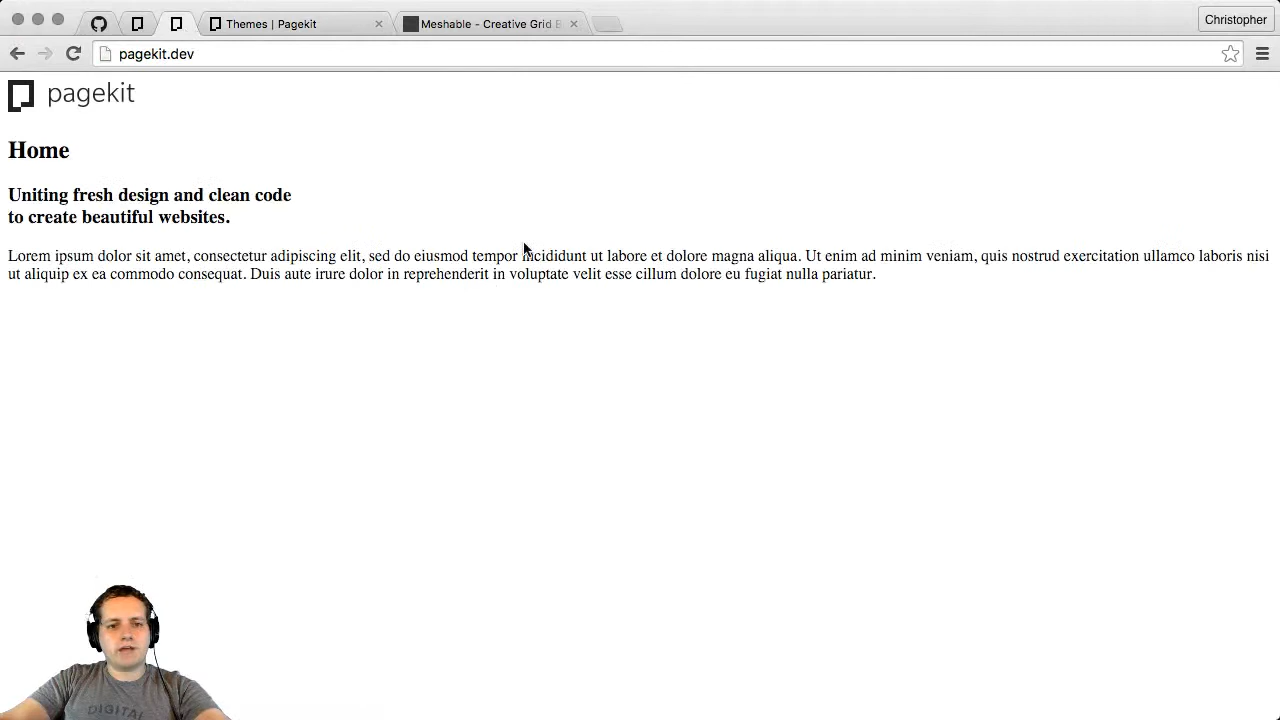 Themes | Pagekit
Meshable - Creative Grid B
Christopher
pagekit.dev
pagekit
Home
Uniting fresh design and clean code
to create beautiful websites.
Lorem ipsum dolor sit amet, consectetur adipiscing elit, sed do eiusmod tempor incididunt ut labore et dolore magna aliqua. Ut enim ad minim veniam, quis nostrud exercitation ullamco laboris nisi
ut aliquip ex ea commodo consequat. Duis aute irure dolor in reprehenderit in voluptate velit esse cillum dolore eu fugiat nulla pariatur.
DIGITAL